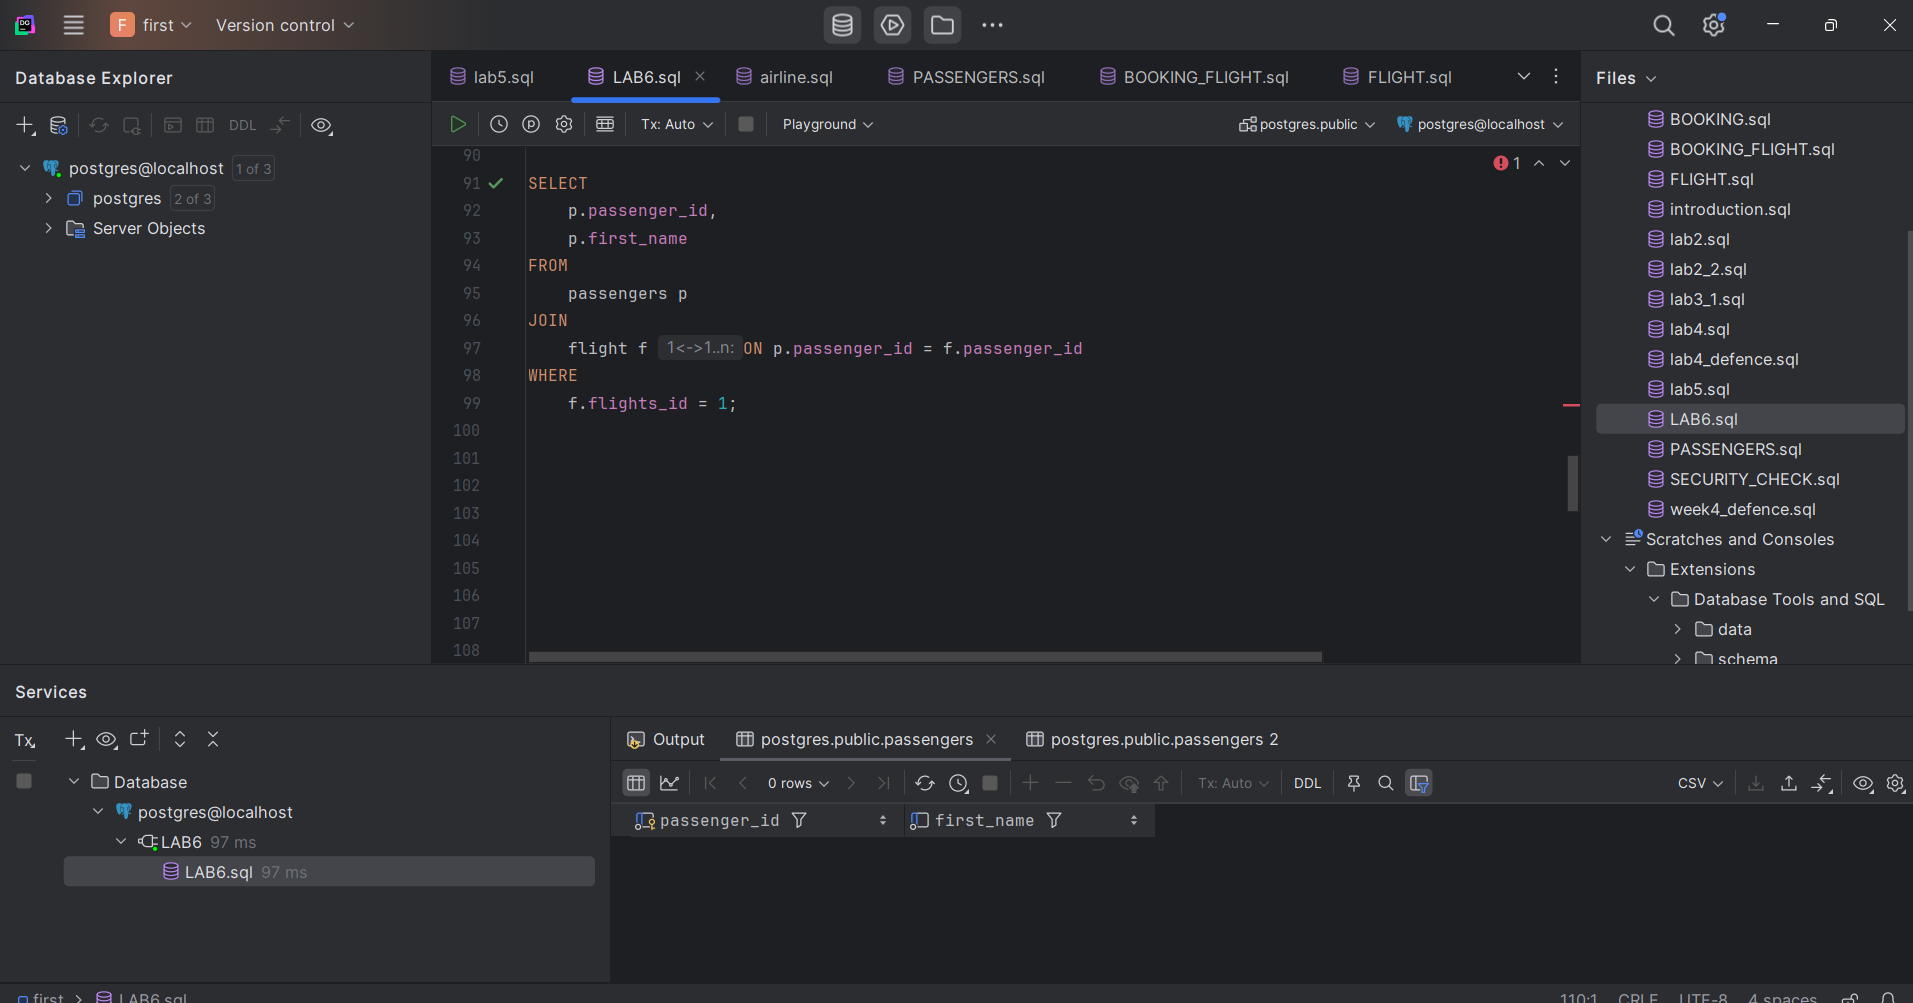 F first Version control
Database Explorer
DDL
postgres@localhost 1 of 3
postgres 2 of 3
Server Objects
lab5.sql LAB6.sql airline.sql PASSENGERS.sql BOOKING_FLIGHT.sql FLIGHT.sql
Tx: Auto Playground postgres.public postgres@localhost
1
90
91 SELECT
92 p.passenger_id,
93 p.first_name
94 FROM
95 passengers p
96 JOIN
97 flight f 1<->1..n: ON p.passenger_id = f.passenger_id
98 WHERE
99 f.flights_id = 1;
100
101
102
103
104
105
106
107
108
Files
BOOKING.sql
BOOKING_FLIGHT.sql
FLIGHT.sql
introduction.sql
lab2.sql
lab2_2.sql
lab3_1.sql
lab4.sql
lab4_defence.sql
lab5.sql
LAB6.sql
PASSENGERS.sql
SECURITY_CHECK.sql
week4_defence.sql
Scratches and Consoles
Extensions
Database Tools and SQL
data
schema
Services
Tx
Database
postgres@localhost
LAB6 97 ms
LAB6.sql 97 ms
Output postgres.public.passengers postgres.public.passengers 2
0 rows Tx: Auto DDL CSV
passenger_id first_name
first LAB6.sql 110:1 CRLF UTF-8 4 spaces